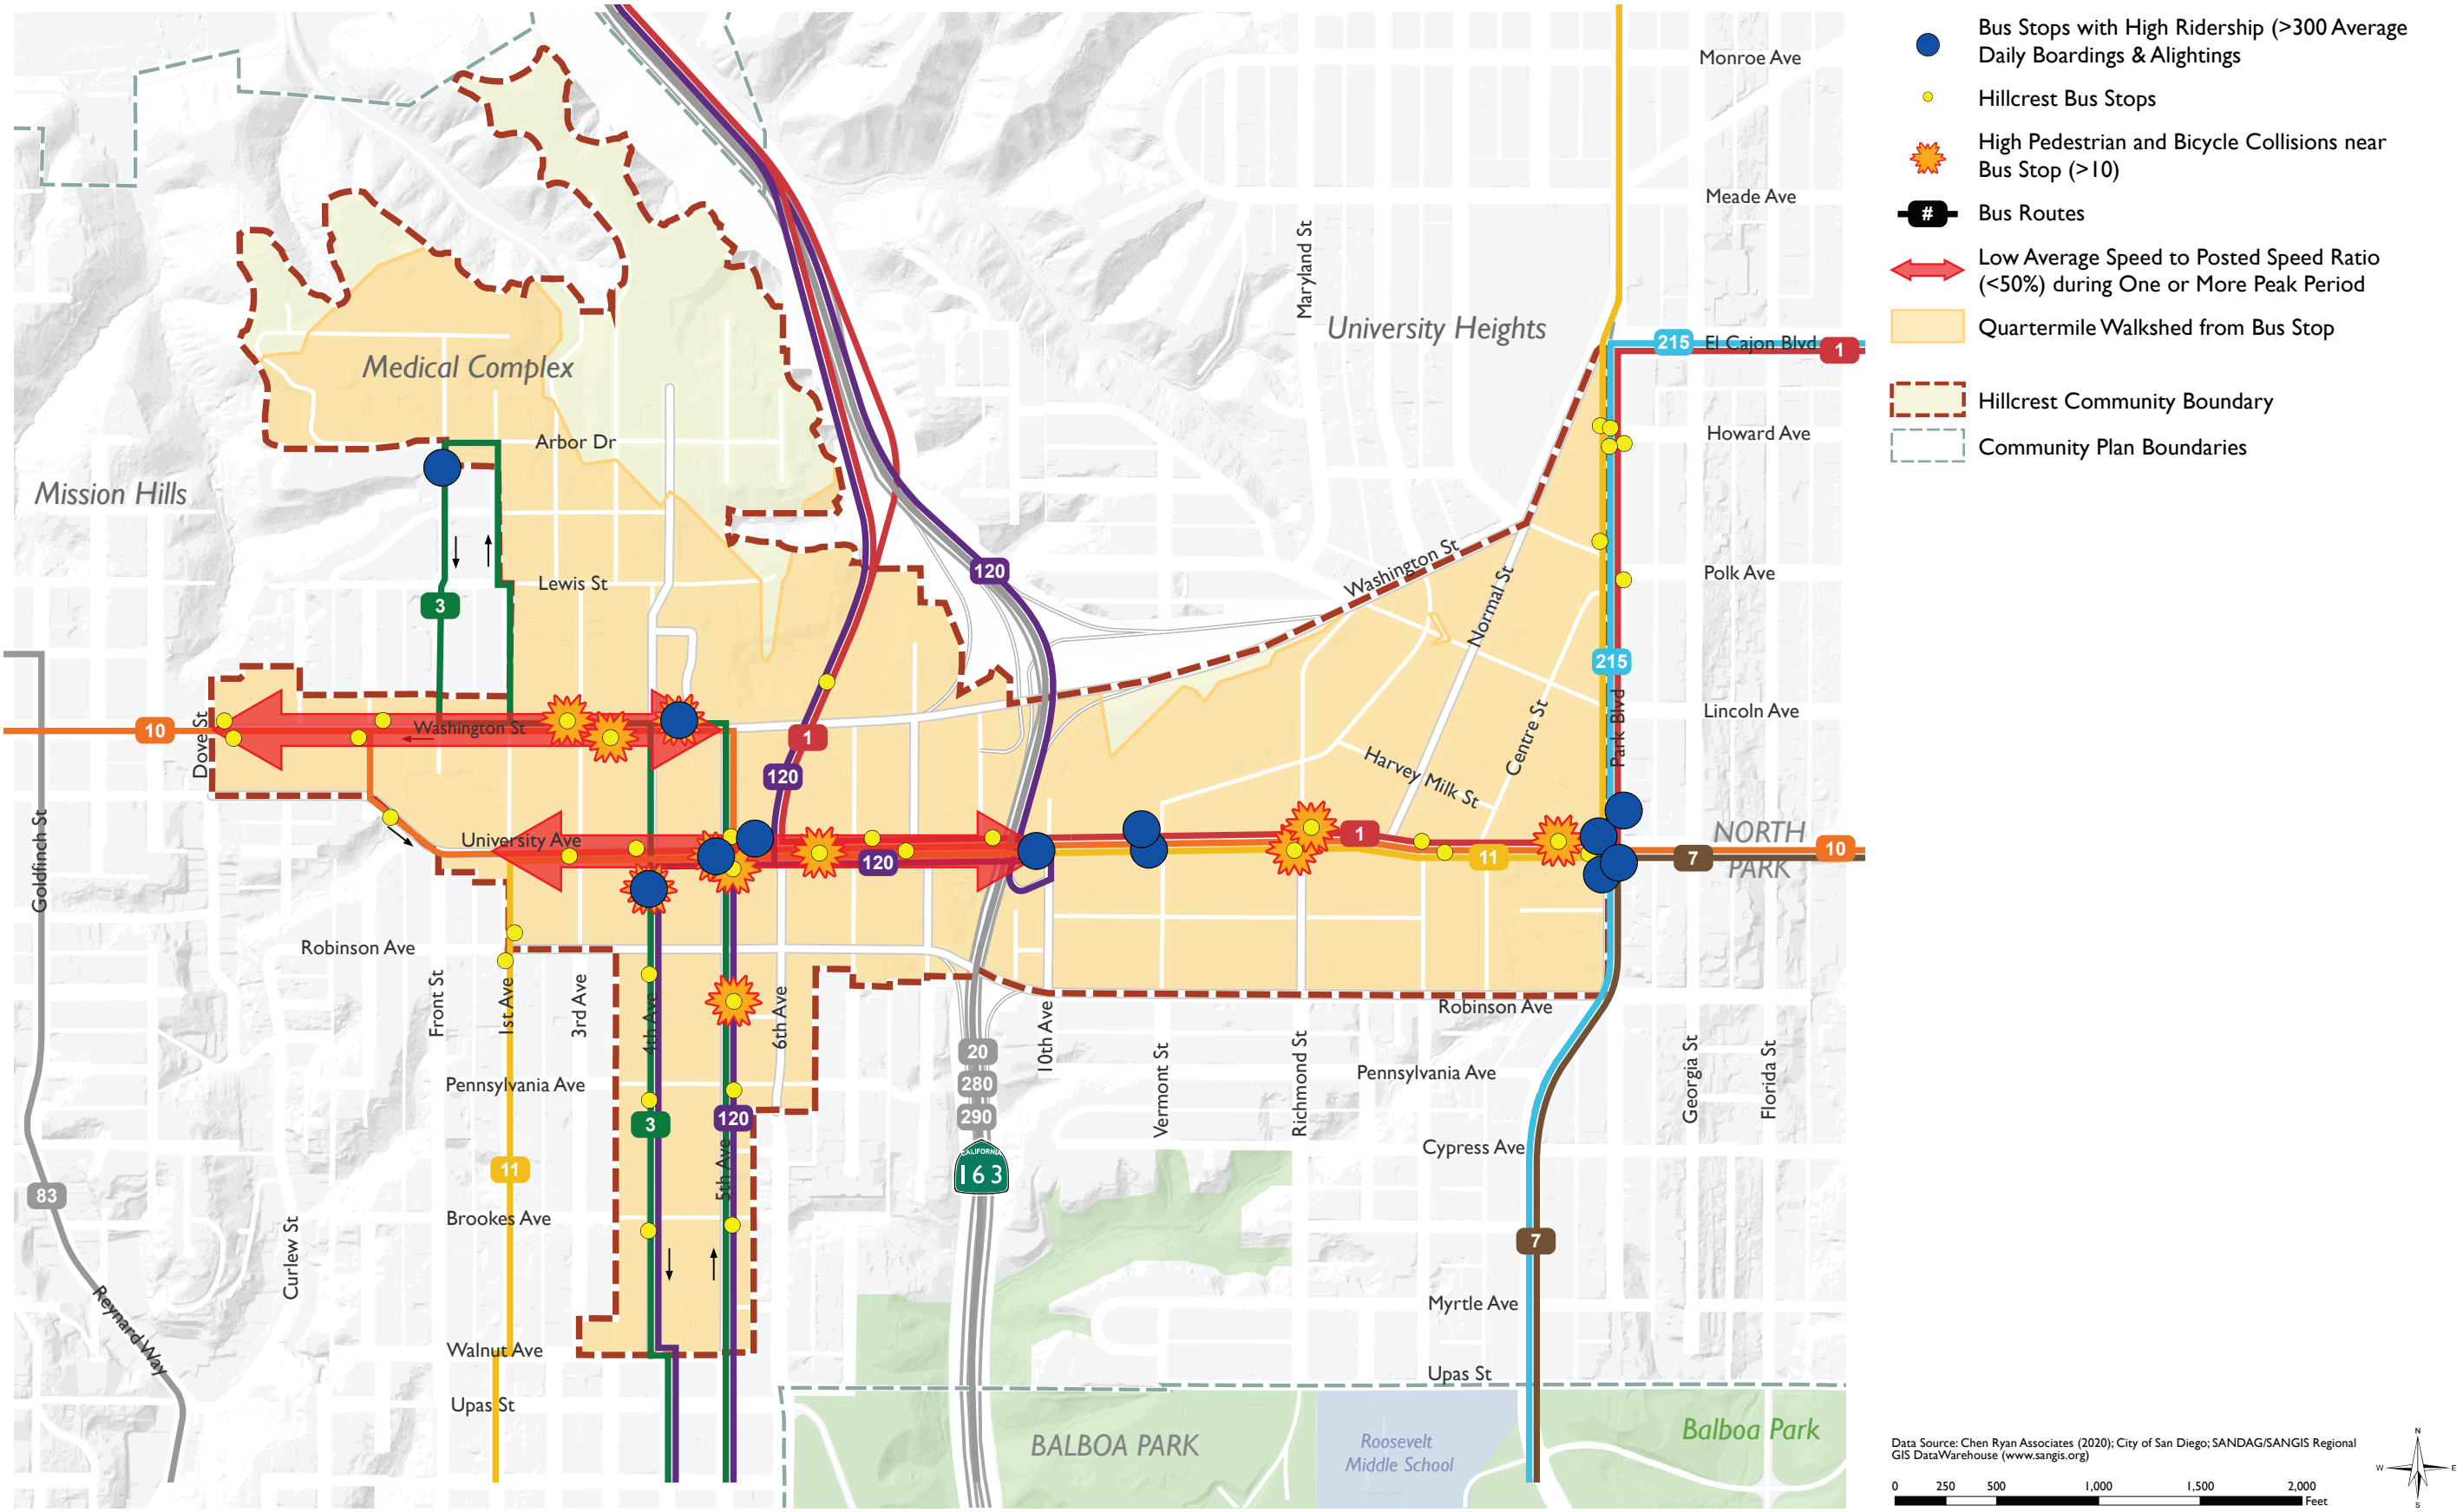 Bus Stops with High Ridership (>300 Average
Daily Boardings & Alightings
Hillcrest Bus Stops
High Pedestrian and Bicycle Collisions near
Bus Stop (>10)
#
Bus Routes
Low Average Speed to Posted Speed Ratio
(<50%) during One or More Peak Period
Quartermile Walkshed from Bus Stop
Hillcrest Community Boundary
Community Plan Boundaries
Monroe Ave
Meade Ave
Maryland St
University Heights
215
El Cajon Blvd
1
Medical Complex
Arbor Dr
Howard Ave
Mission Hills
Washington St
120
Polk Ave
Lewis St
3
Normal St
215
Park Blvd
Lincoln Ave
Dove St
10
Washington St
1
Centre St
120
Harvey Milk St
Goldfinch St
University Ave
120
1
11
NORTH
PARK
7
10
Robinson Ave
Front St
1st Ave
3rd Ave
4th Ave
6th Ave
10th Ave
Robinson Ave
20
280
290
Vermont St
Richmond St
Georgia St
Florida St
Pennsylvania Ave
Pennsylvania Ave
3
120
5th Ave
CALIFORNIA
163
Cypress Ave
11
83
Brookes Ave
Curlew St
7
Reynard Way
Myrtle Ave
Walnut Ave
Upas St
Upas St
BALBOA PARK
Roosevelt
Middle School
Balboa Park
Data Source: Chen Ryan Associates (2020); City of San Diego; SANDAG/SANGIS Regional
GIS DataWarehouse (www.sangis.org)
0 250 500 1,000 1,500 2,000
Feet
N
W E
S